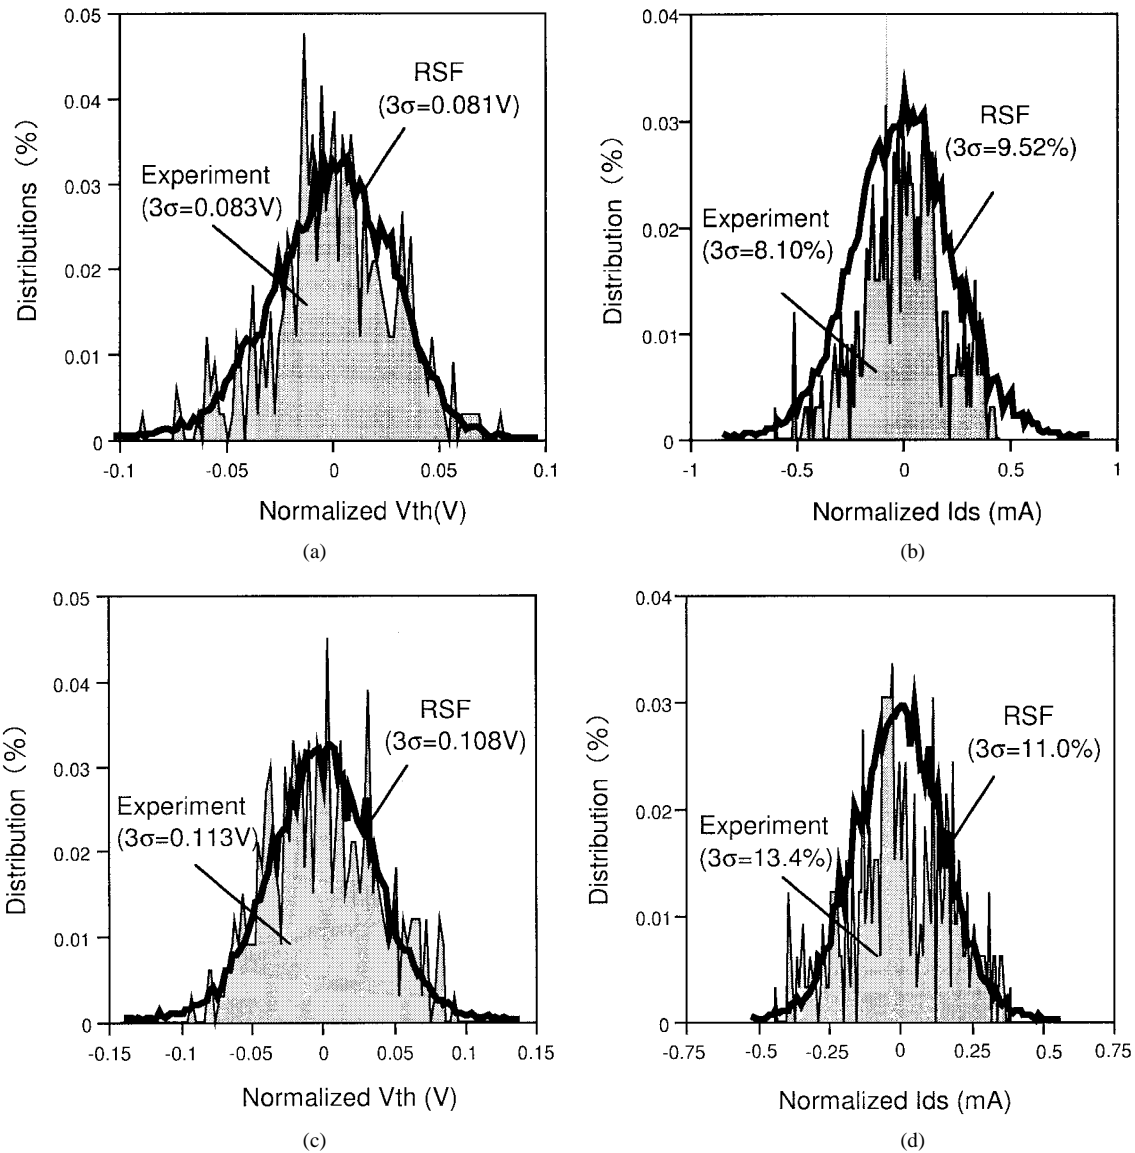 0.05
0.04
0.03
0.02
0.01
0
Distributions (%)
RSF
(3σ=0.081V)
Experiment
(3σ=0.083V)
-0.1
-0.05
0
0.05
0.1
Normalized Vth(V)
(a)
0.04
0.03
0.02
0.01
0
Distribution (%)
RSF
(3σ=9.52%)
Experiment
(3σ=8.10%)
-1
-0.5
0
0.5
1
Normalized Ids (mA)
(b)
0.05
0.04
0.03
0.02
0.01
0
Distribution (%)
RSF
(3σ=0.108V)
Experiment
(3σ=0.113V)
-0.15
-0.1
-0.05
0
0.05
0.1
0.15
Normalized Vth (V)
(c)
0.04
0.03
0.02
0.01
0
Distribution (%)
RSF
(3σ=11.0%)
Experiment
(3σ=13.4%)
-0.75
-0.5
-0.25
0
0.25
0.5
0.75
Normalized Ids (mA)
(d)